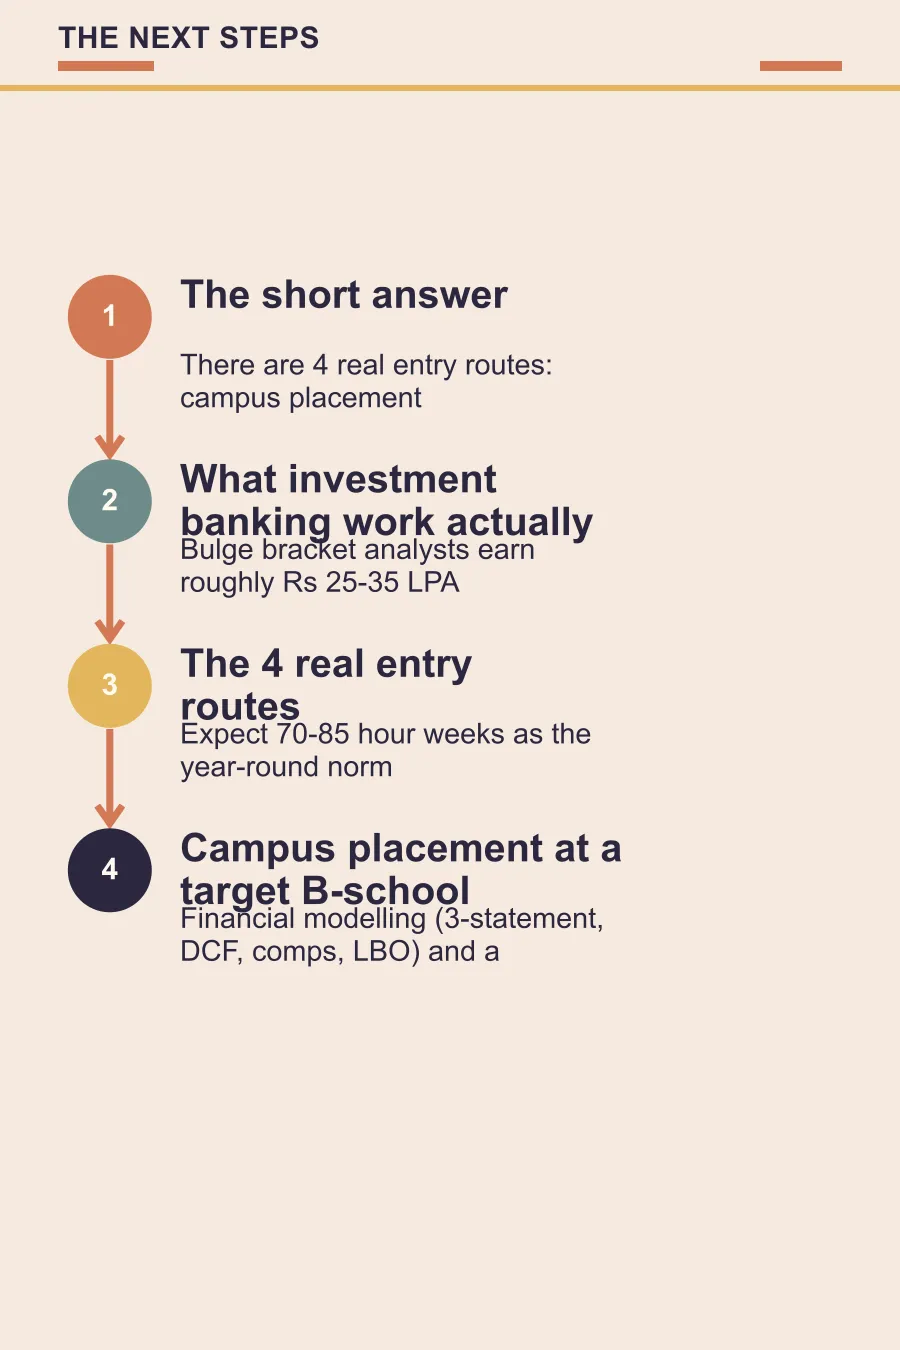 THE NEXT STEPS
1
The short answer
There are 4 real entry routes:
campus placement
2
What investment
banking work actually
Bulge bracket analysts earn
roughly Rs 25-35 LPA
3
The 4 real entry
routes
Expect 70-85 hour weeks as the
year-round norm
4
Campus placement at a
target B-school
Financial modelling (3-statement,
DCF, comps, LBO) and a